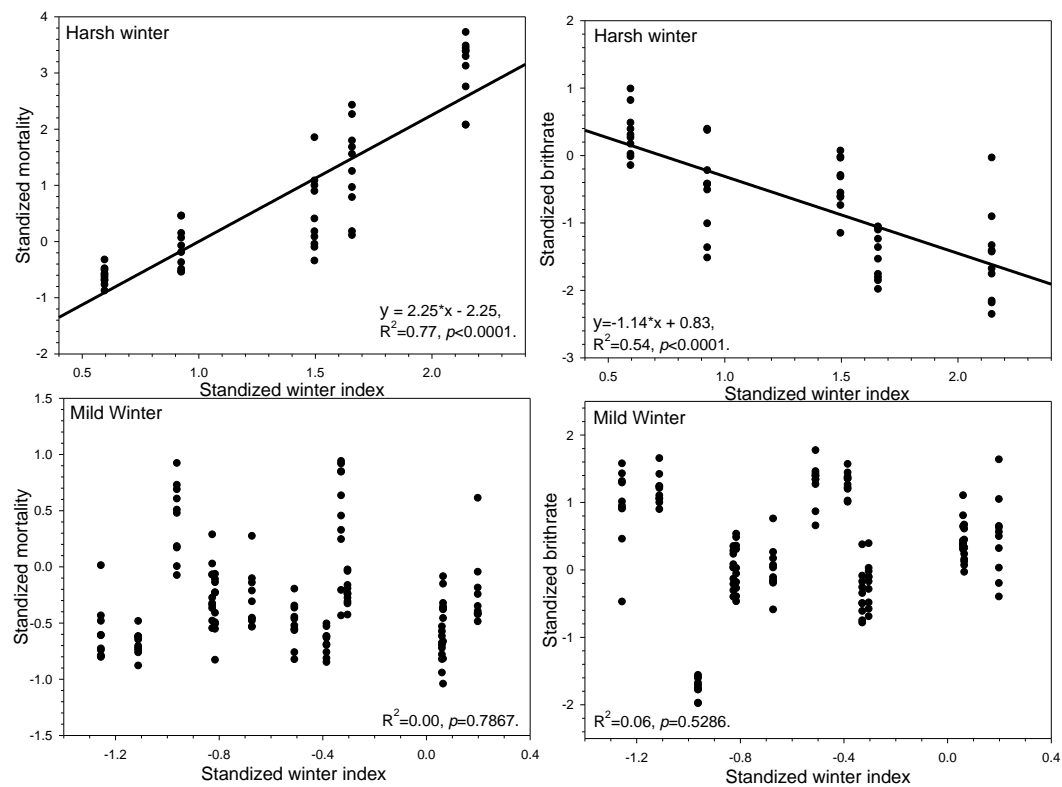 Harsh winter
Standized mortality
4
3
2
1
0
-1
-2
y = 2.25*x - 2.25,
R2=0.77, p<0.0001.
0.5 1.0 1.5 2.0
Standized winter index
Harsh winter
Standized brithrate
2
1
0
-1
-2
-3
y=-1.14*x + 0.83,
R2=0.54, p<0.0001.
0.5 1.0 1.5 2.0
Standized winter index
Mild Winter
Standized mortality
1.5
1.0
0.5
0.0
-0.5
-1.0
-1.5
R2=0.00, p=0.7867.
-1.2 -0.8 -0.4 0.0 0.4
Standized winter index
Mild Winter
Standized brithrate
2
1
0
-1
-2
R2=0.06, p=0.5286.
-1.2 -0.8 -0.4 0.0 0.4
Standized winter index